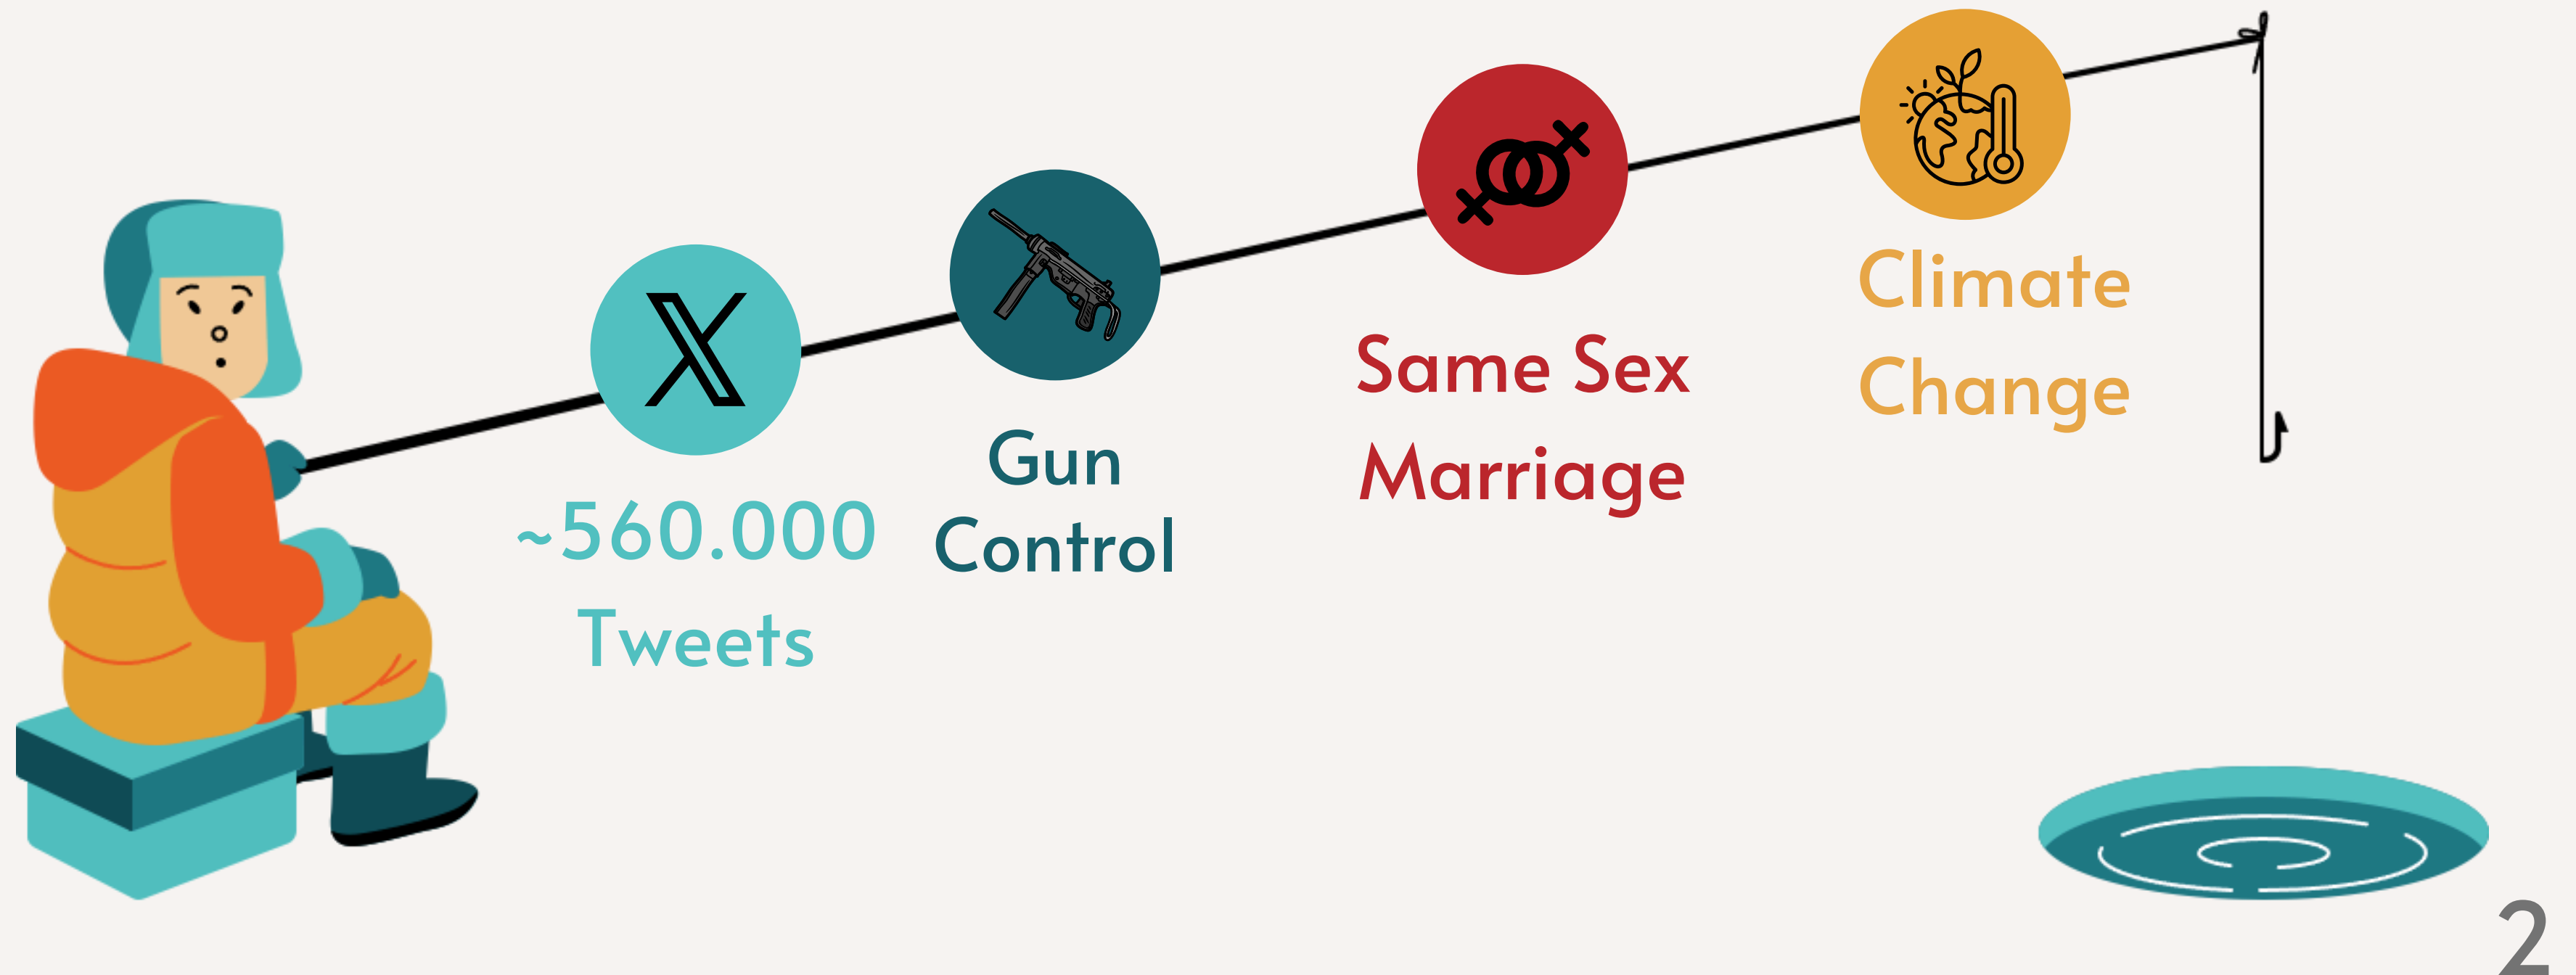 ~560.000
Tweets
Gun
Control
Same Sex
Marriage
Climate
Change
2